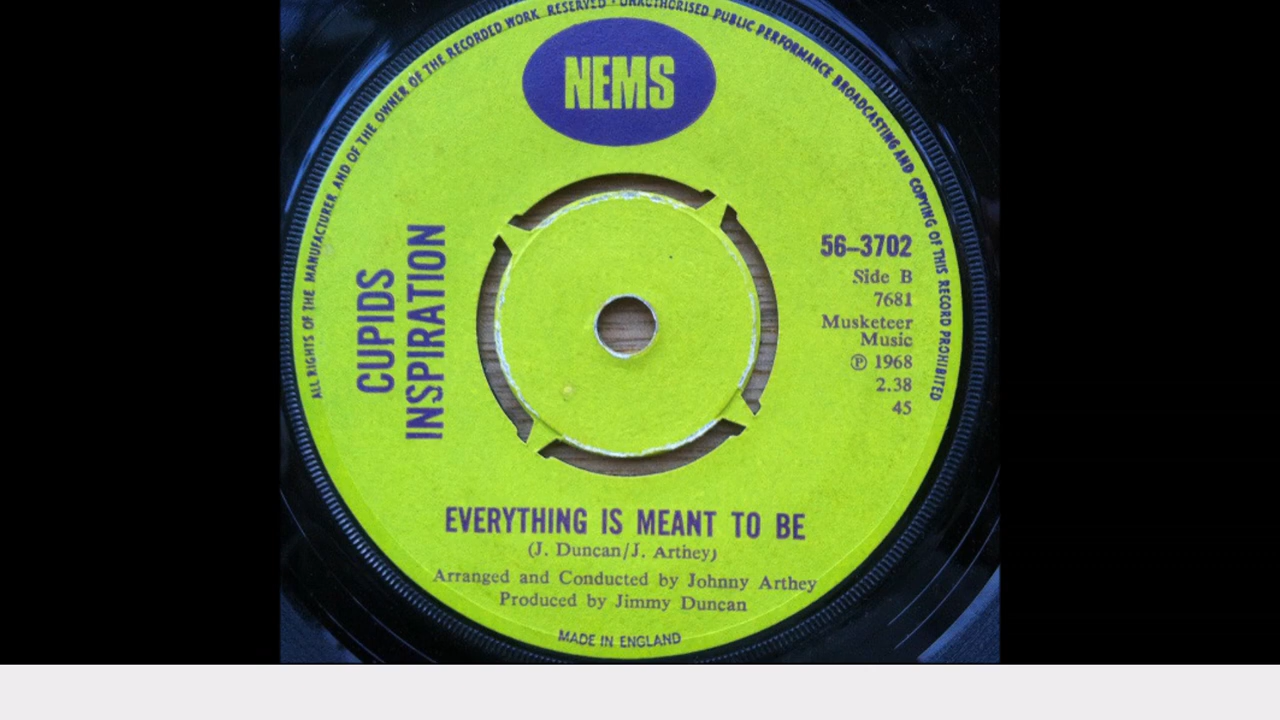 ALL RIGHTS OF THE MANUFACTURER AND OF THE OWNER OF THE RECORDED WORK RESERVED · UNAUTHORISED PUBLIC PERFORMANCE BROADCASTING AND COPYING OF THIS RECORD PROHIBITED
NEMS
CUPIDS
INSPIRATION
56–3702
Side B
7681
Musketeer
Music
℗ 1968
2.38
45
EVERYTHING IS MEANT TO BE
(J. Duncan/J. Arthey)
Arranged and Conducted by Johnny Arthey
Produced by Jimmy Duncan
MADE IN ENGLAND